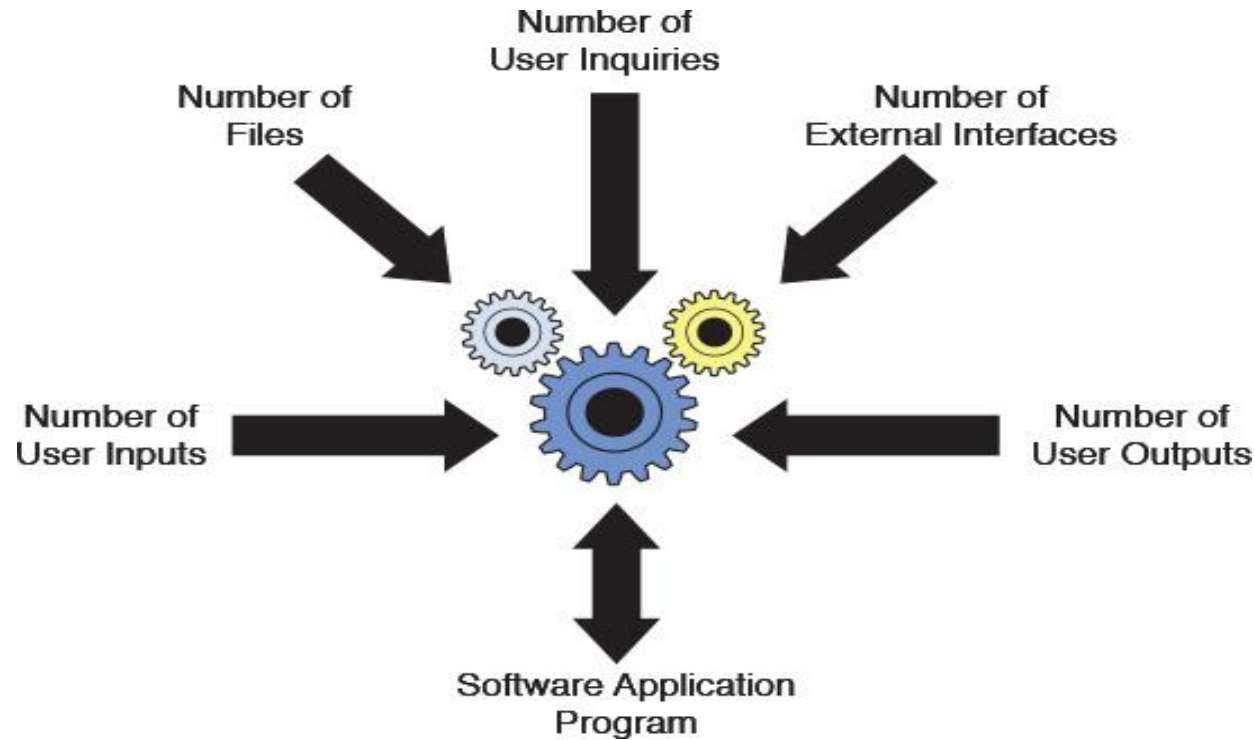 Number of
User Inquiries
Number of
Files
Number of
External Interfaces
Number of
User Inputs
Number of
User Outputs
Software Application
Program